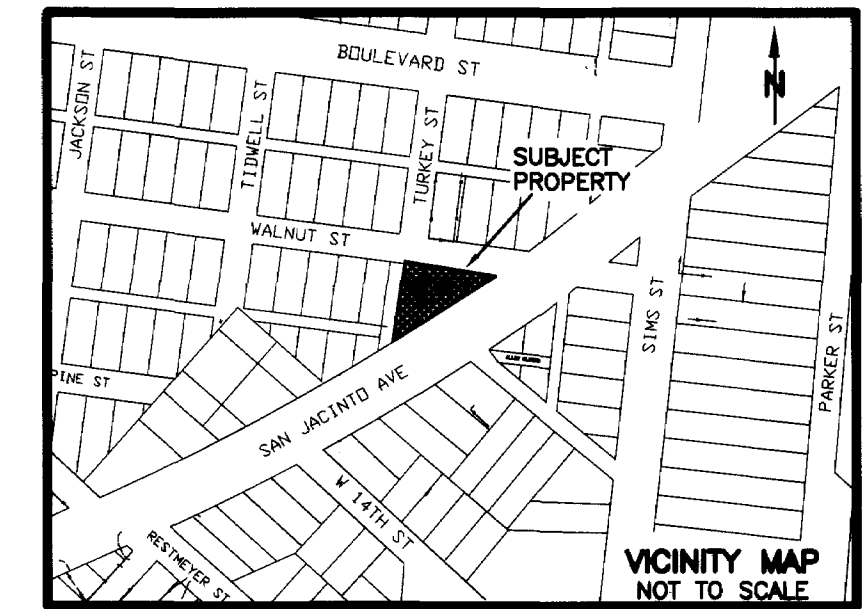 BOULEVARD ST
JACKSON ST
TIDWELL ST
TURKEY ST
N
SUBJECT
PROPERTY
WALNUT ST
SIMS ST
PARKER ST
PINE ST
SAN JACINTO AVE
W 14TH ST
RESTMEYER ST
VICINITY MAP
NOT TO SCALE